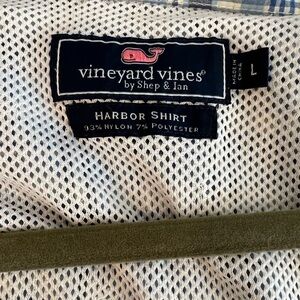 vineyard vines®
by Shep & Ian
MADE IN
CHINA
L
HARBOR SHIRT
93% NYLON 7% POLYESTER